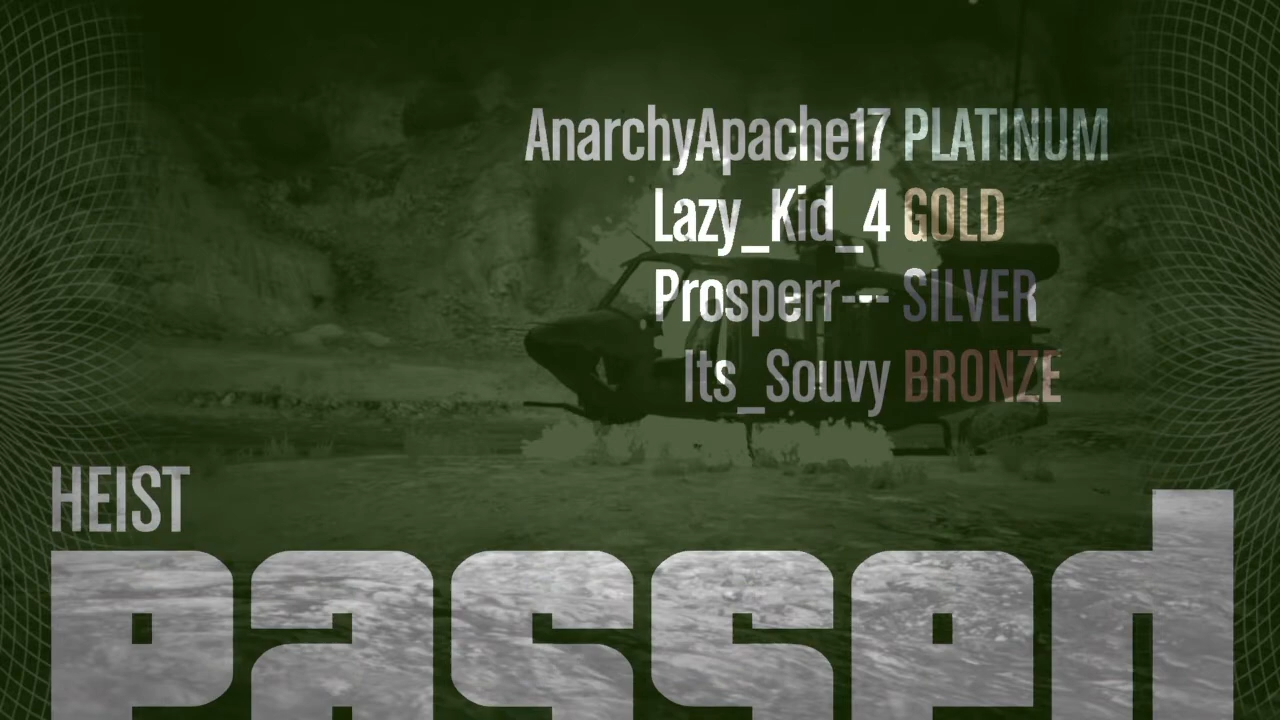 AnarchyApache17 PLATINUM
Lazy_Kid_4 GOLD
Prosperr--- SILVER
Its_Souvy BRONZE
HEIST
passed